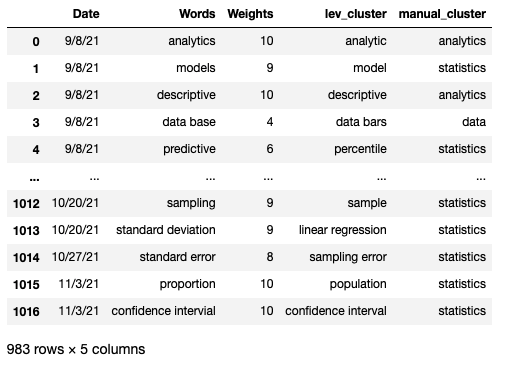 Date Words Weights lev_cluster manual_cluster
0 9/8/21 analytics 10 analytic analytics
1 9/8/21 models 9 model statistics
2 9/8/21 descriptive 10 descriptive analytics
3 9/8/21 data base 4 data bars data
4 9/8/21 predictive 6 percentile statistics
... ... ... ... ... ...
1012 10/20/21 sampling 9 sample statistics
1013 10/20/21 standard deviation 9 linear regression statistics
1014 10/27/21 standard error 8 sampling error statistics
1015 11/3/21 proportion 10 population statistics
1016 11/3/21 confidence intervial 10 confidence interval statistics
983 rows × 5 columns